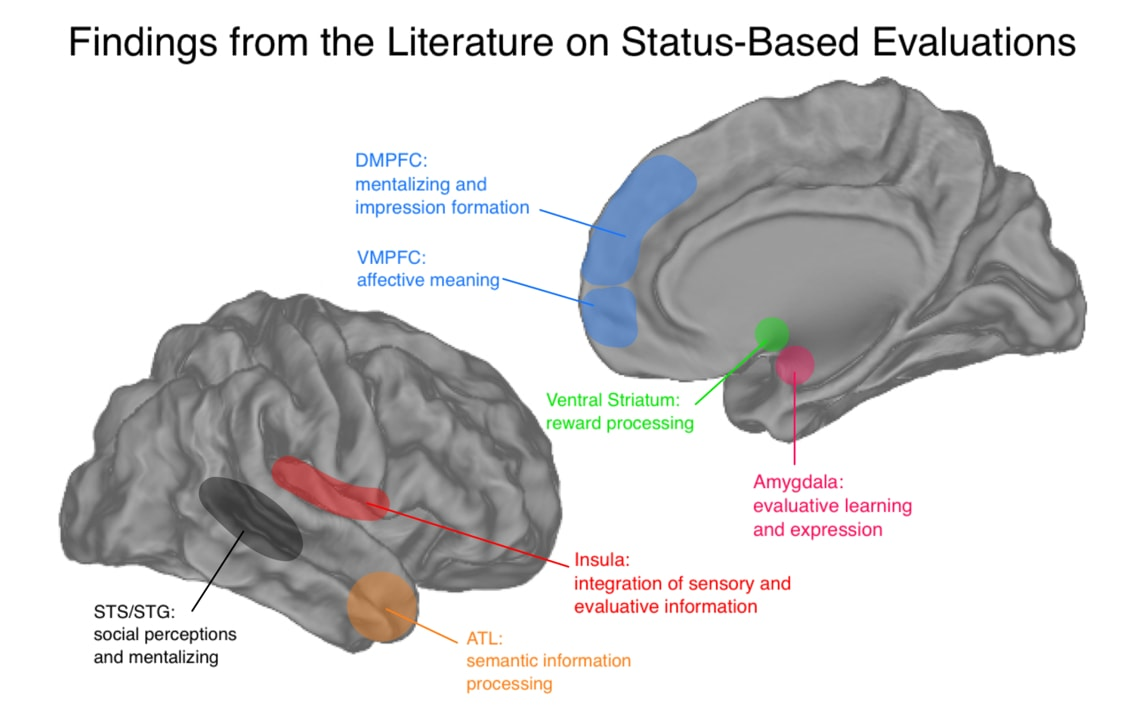 Findings from the Literature on Status-Based Evaluations
DMPFC:
mentalizing and
impression formation
VMPFC:
affective meaning
Ventral Striatum:
reward processing
Amygdala:
evaluative learning
and expression
Insula:
integration of sensory and
evaluative information
STS/STG:
social perceptions
and mentalizing
ATL:
semantic information
processing